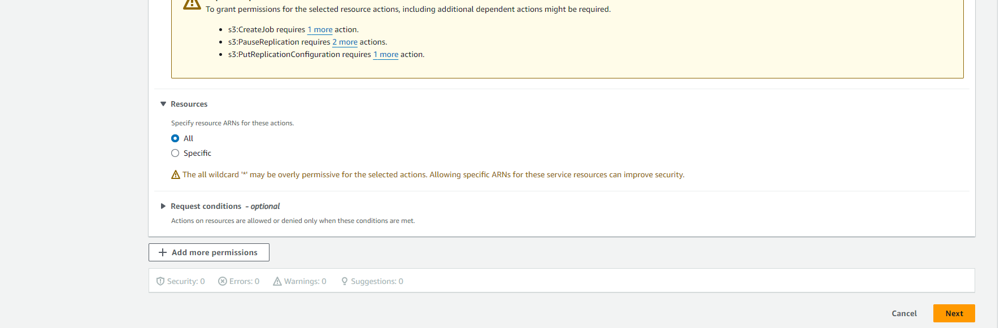 To grant permissions for the selected resource actions, including additional dependent actions might be required.
• s3:CreateJob requires 1 more action.
• s3:PauseReplication requires 2 more actions.
• s3:PutReplicationConfiguration requires 1 more action.
Resources
Specify resource ARNs for these actions.
All
Specific
The all wildcard '*' may be overly permissive for the selected actions. Allowing specific ARNs for these service resources can improve security.
Request conditions - optional
Actions on resources are allowed or denied only when these conditions are met.
Add more permissions
Security: 0 Errors: 0 Warnings: 0 Suggestions: 0
Cancel Next